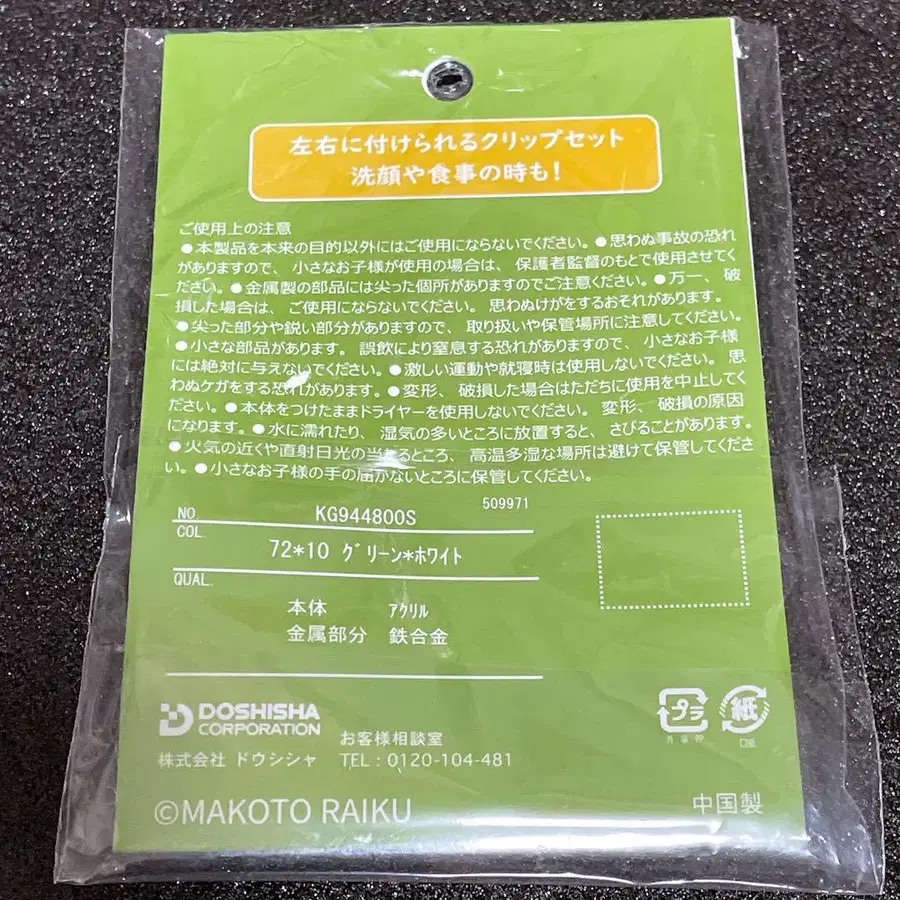 左右に付けられるクリップセット
洗顔や食事の時も!
ご使用上の注意
●本製品を本来の目的以外にはご使用にならないでください。●思わぬ事故の恐れ
がありますので、小さなお子様が使用の場合は、保護者監督のもとで使用させてく
ださい。●金属製の部品には尖った個所がありますのでご注意ください。●万一、破
損した場合は、ご使用にならないでください。思わぬけがをするおそれがあります。
●尖った部分や鋭い部分がありますので、取り扱いや保管場所に注意してください。
●小さな部品があります。誤飲により窒息する恐れがありますので、小さなお子様
には絶対に与えないでください。●激しい運動や就寝時は使用しないでください。思
わぬケガをする恐れがあります。●変形、破損した場合はただちに使用を中止してく
ださい。●本体をつけたままドライヤーを使用しないでください。変形、破損の原因
になります。●水に濡れたり、湿気の多いところに放置すると、さびることがあります。
●火気の近くや直射日光の当たるところ、高温多湿な場所は避けて保管してくださ
い。●小さなお子様の手の届かないところに保管してください。
509971
NO. KG944800S
COL.
72*10 グリーン*ホワイト
QUAL.
本体 アクリル
金属部分 鉄合金
DOSHISHA
CORPORATION
お客様相談室
株式会社 ドウシシャ TEL：0120-104-481
プラ
外袋:PP
紙
口紙
©MAKOTO RAIKU
中国製